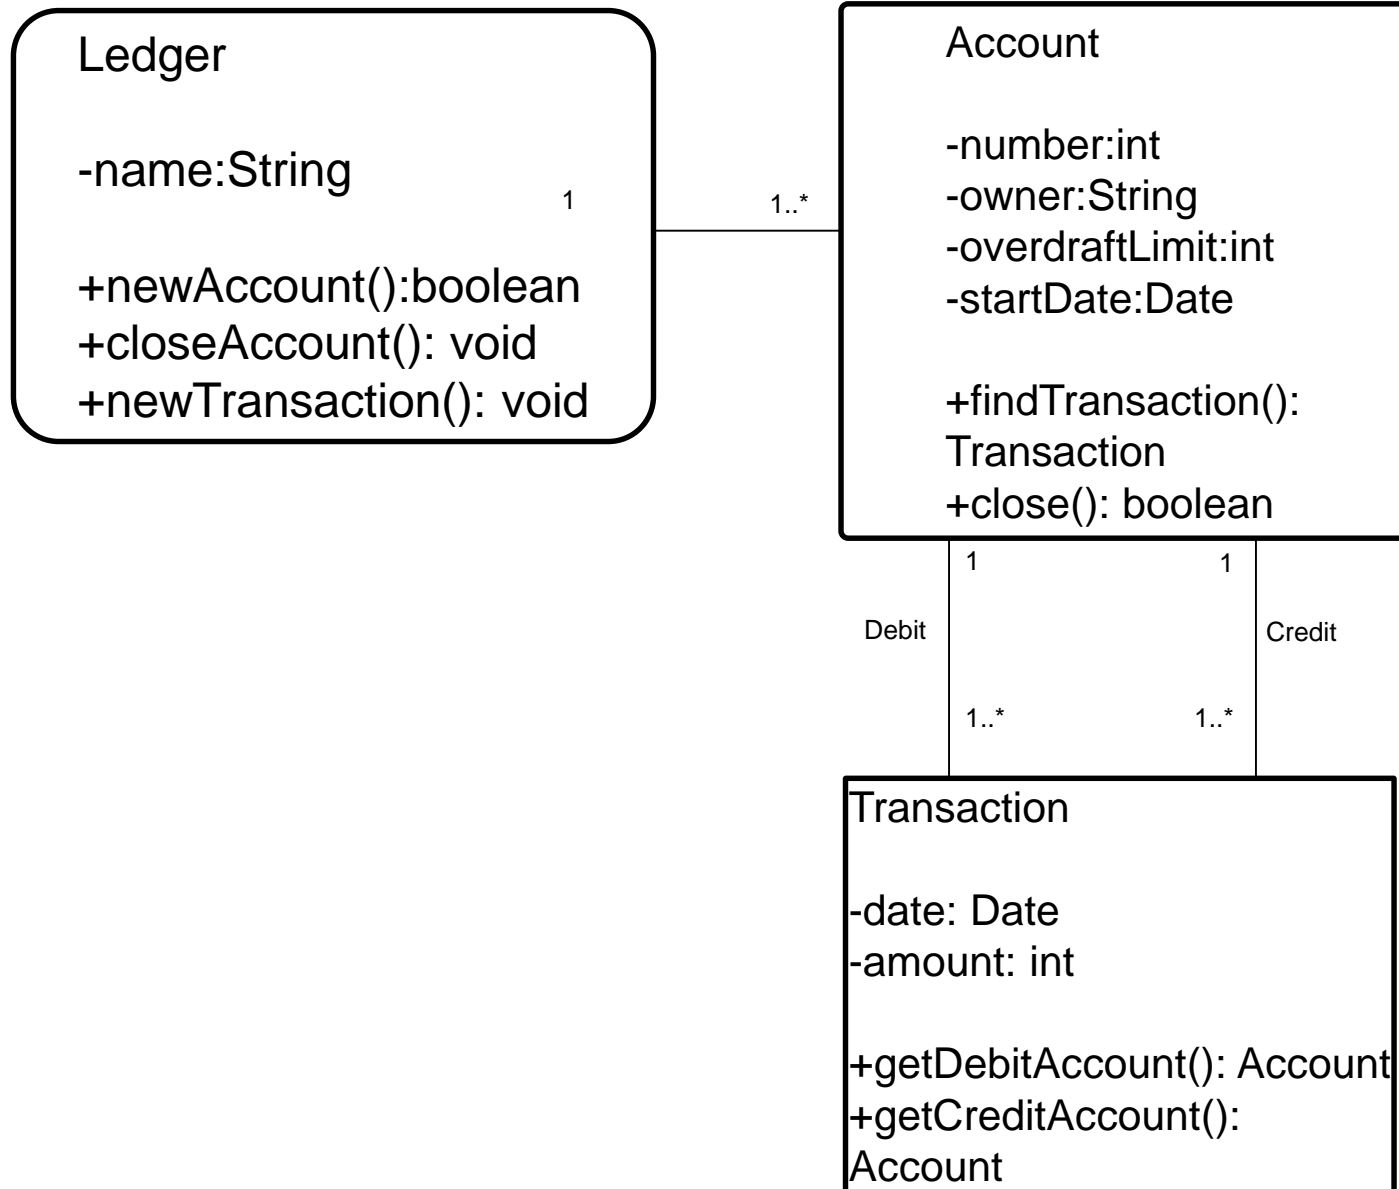 Ledger
-name:String
1
+newAccount():boolean
+closeAccount(): void
+newTransaction(): void
1..*
Account
-number:int
-owner:String
-overdraftLimit:int
-startDate:Date
+findTransaction():
Transaction
+close(): boolean
1
1
Debit
Credit
1..*
1..*
Transaction
-date: Date
-amount: int
+getDebitAccount(): Account
+getCreditAccount():
Account